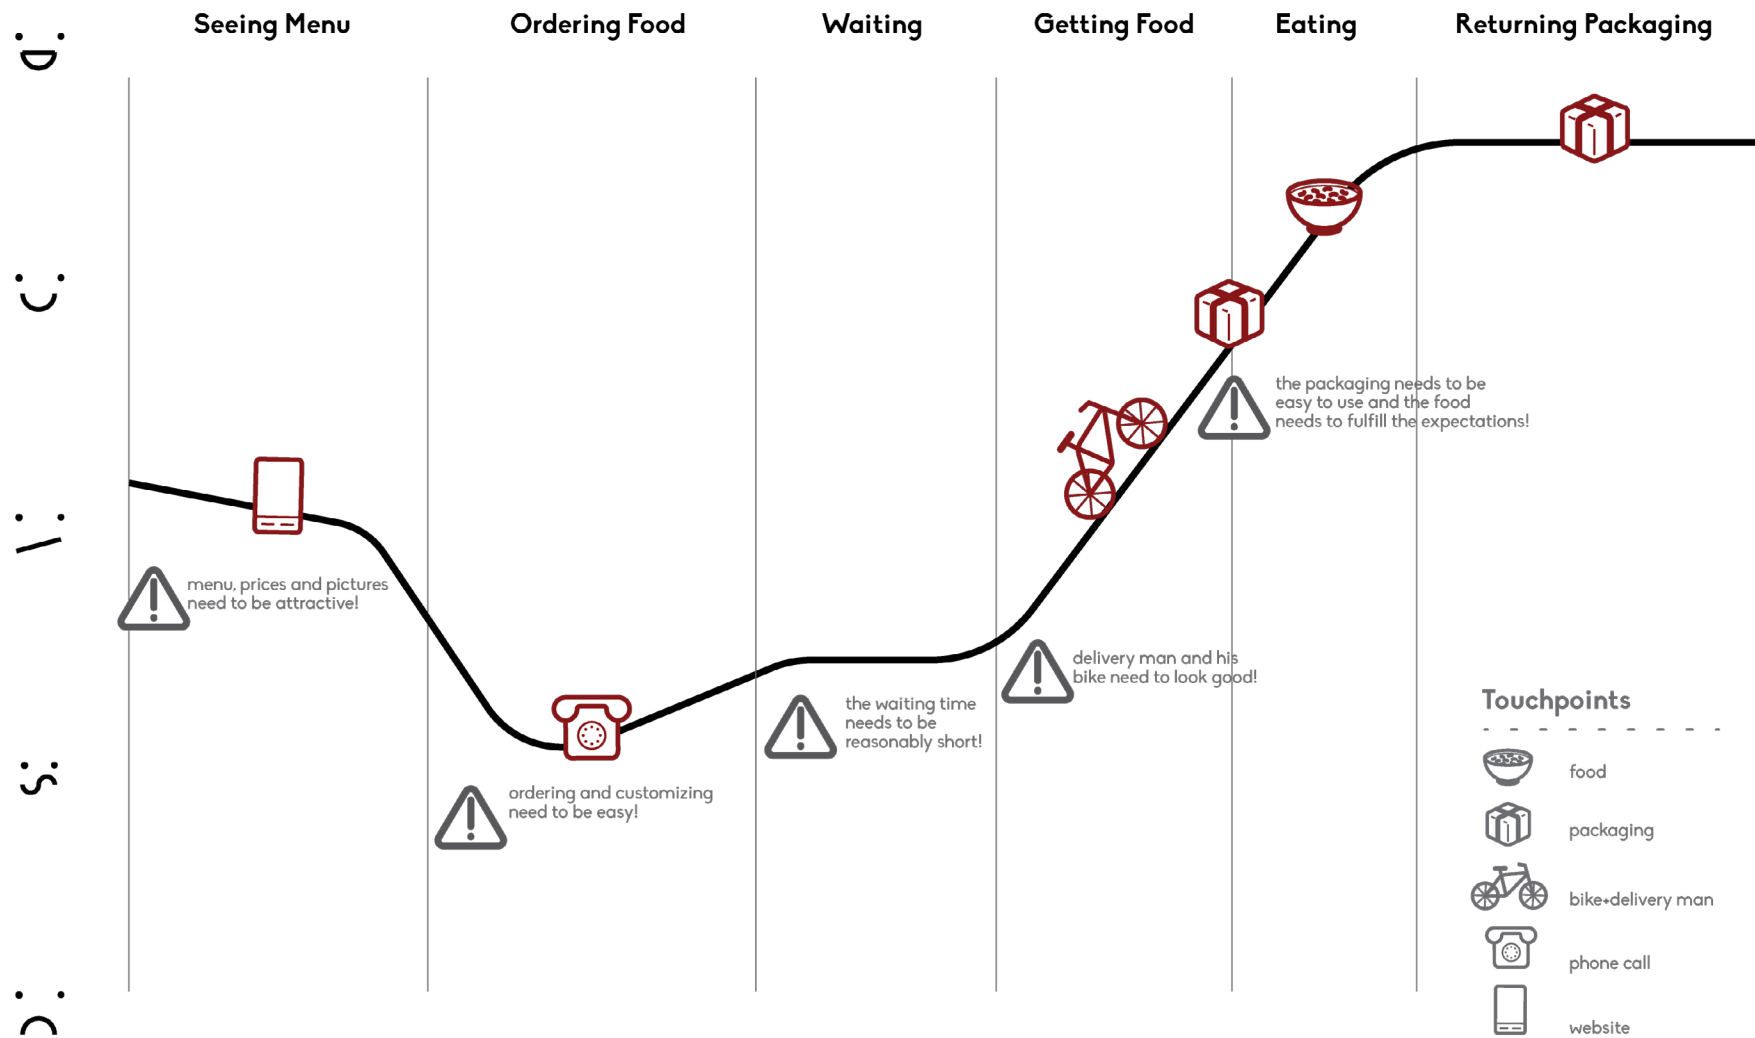 Seeing Menu
Ordering Food
Waiting
Getting Food
Eating
Returning Packaging
menu, prices and pictures
need to be attractive!
ordering and customizing
need to be easy!
the waiting time
needs to be
reasonably short!
delivery man and his
bike need to look good!
the packaging needs to be
easy to use and the food
needs to fulfill the expectations!
Touchpoints
food
packaging
bike+delivery man
phone call
website